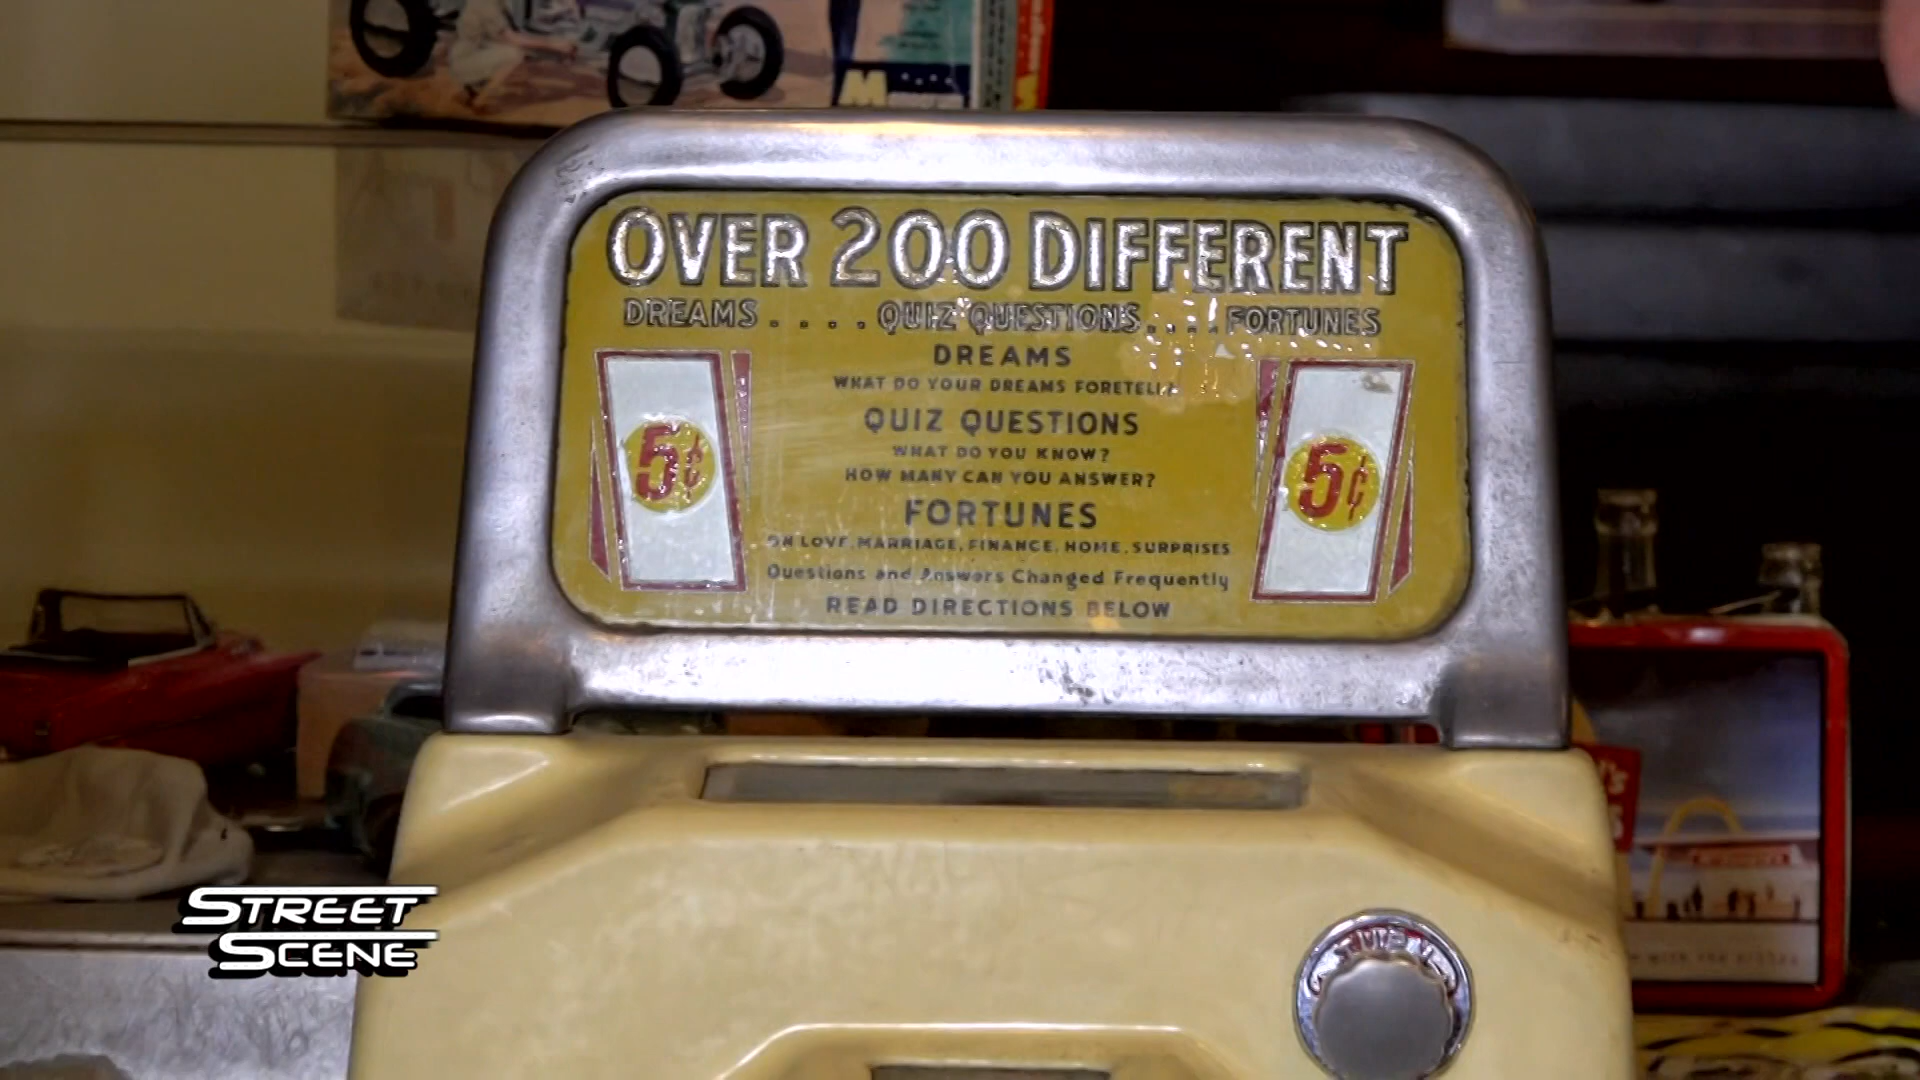 OVER 200 DIFFERENT
DREAMS....QUIZ QUESTIONS....FORTUNES
DREAMS
WHAT DO YOUR DREAMS FORETELL?
QUIZ QUESTIONS
WHAT DO YOU KNOW?
HOW MANY CAN YOU ANSWER?
FORTUNES
ON LOVE, MARRIAGE, FINANCE, HOME, SURPRISES
Questions and Answers Changed Frequently
READ DIRECTIONS BELOW
5¢
5¢
TURN
STREET
SCENE